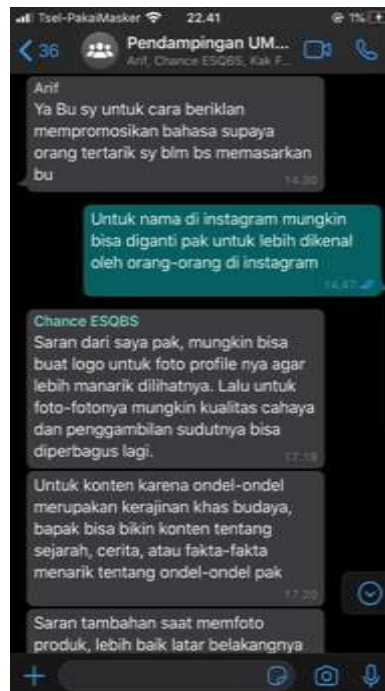 Tsel-PakaiMasker 22.41 1%
36 Pendampingan UM...
Arif, Chance ESQBS, Kak F...
Arif
Ya Bu sy untuk cara beriklan
mempromosikan bahasa supaya
orang tertarik sy blm bs memasarkan
bu
14.30
Untuk nama di instagram mungkin
bisa diganti pak untuk lebih dikenal
oleh orang-orang di instagram
14.47
Chance ESQBS
Saran dari saya pak, mungkin bisa
buat logo untuk foto profile nya agar
lebih manarik dilihatnya. Lalu untuk
foto-fotonya mungkin kualitas cahaya
dan penggambilan sudutnya bisa
diperbagus lagi.
17.19
Untuk konten karena ondel-ondel
merupakan kerajinan khas budaya,
bapak bisa bikin konten tentang
sejarah, cerita, atau fakta-fakta
menarik tentang ondel-ondel pak
17.20
Saran tambahan saat memfoto
produk, lebih baik latar belakangnya